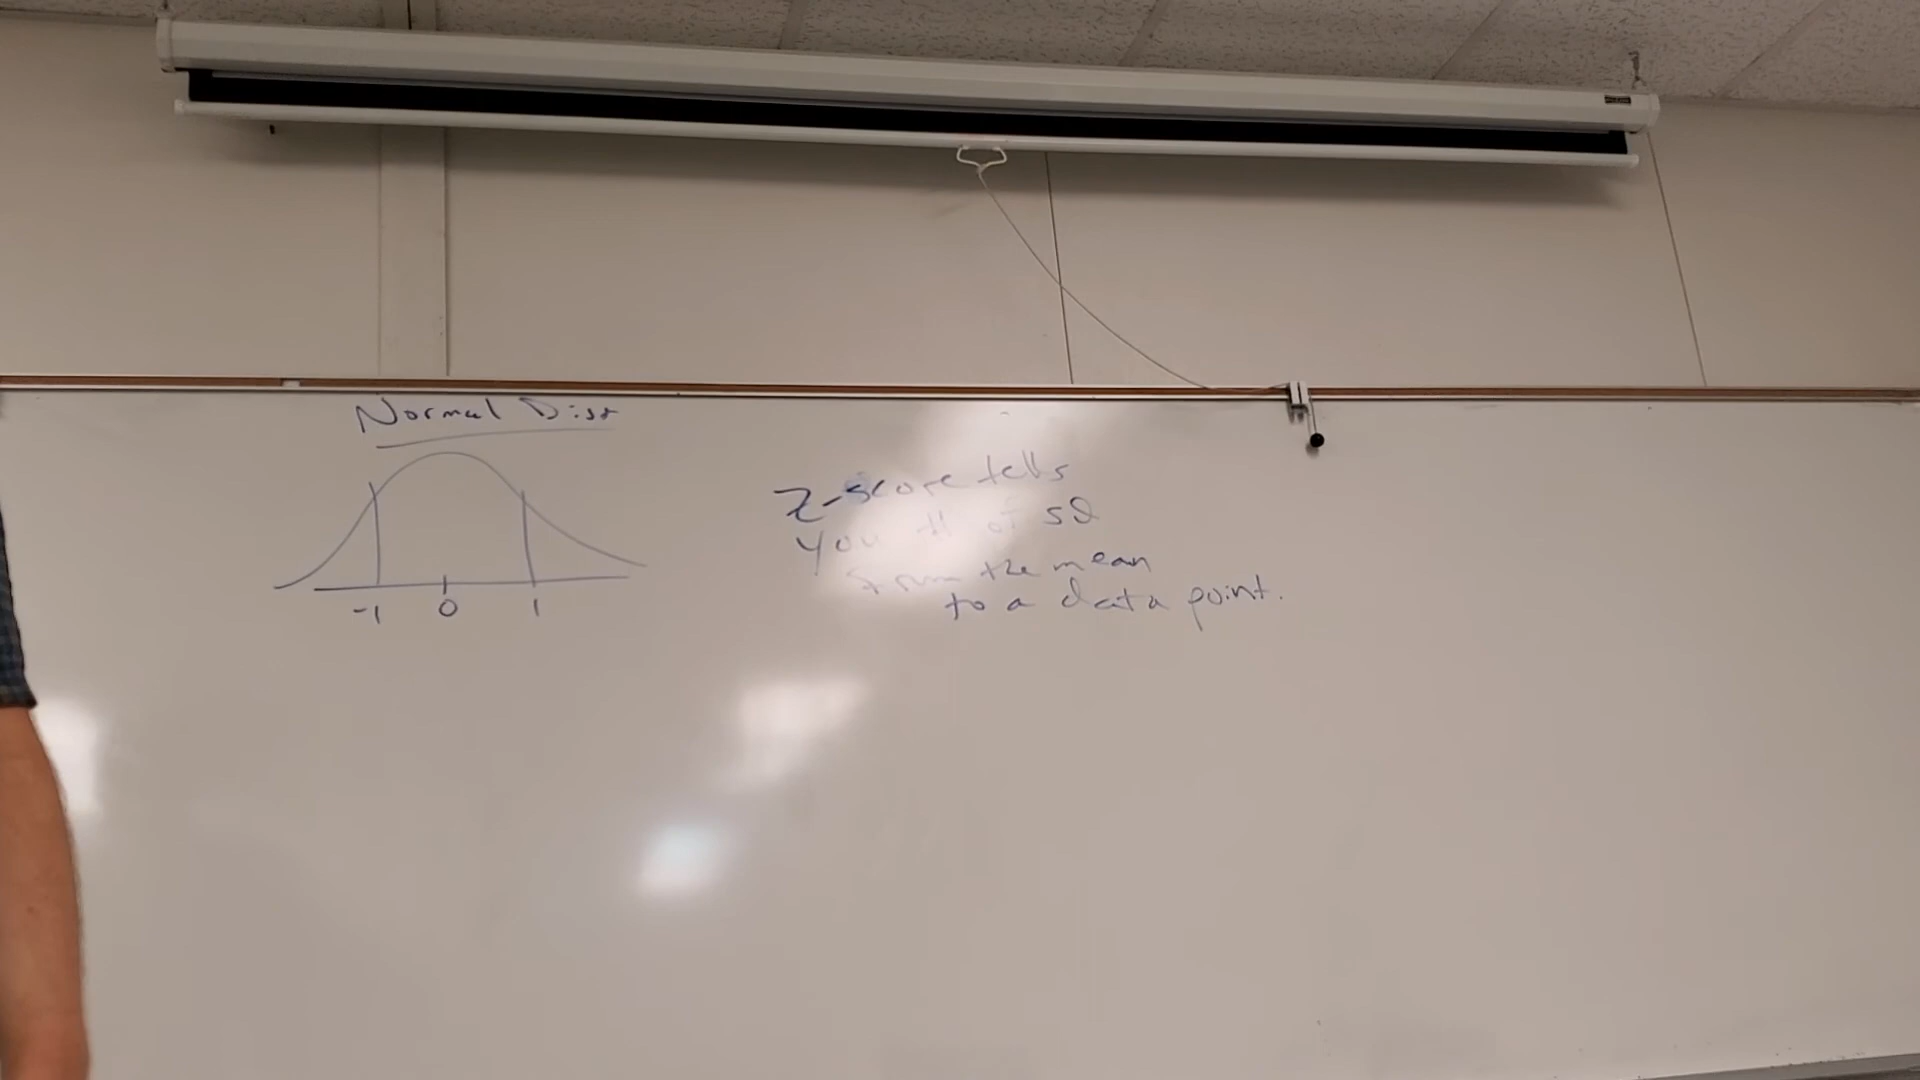 Normal Dist
-1 0 1
Z-score tells
you # of SD
from the mean
to a data point.